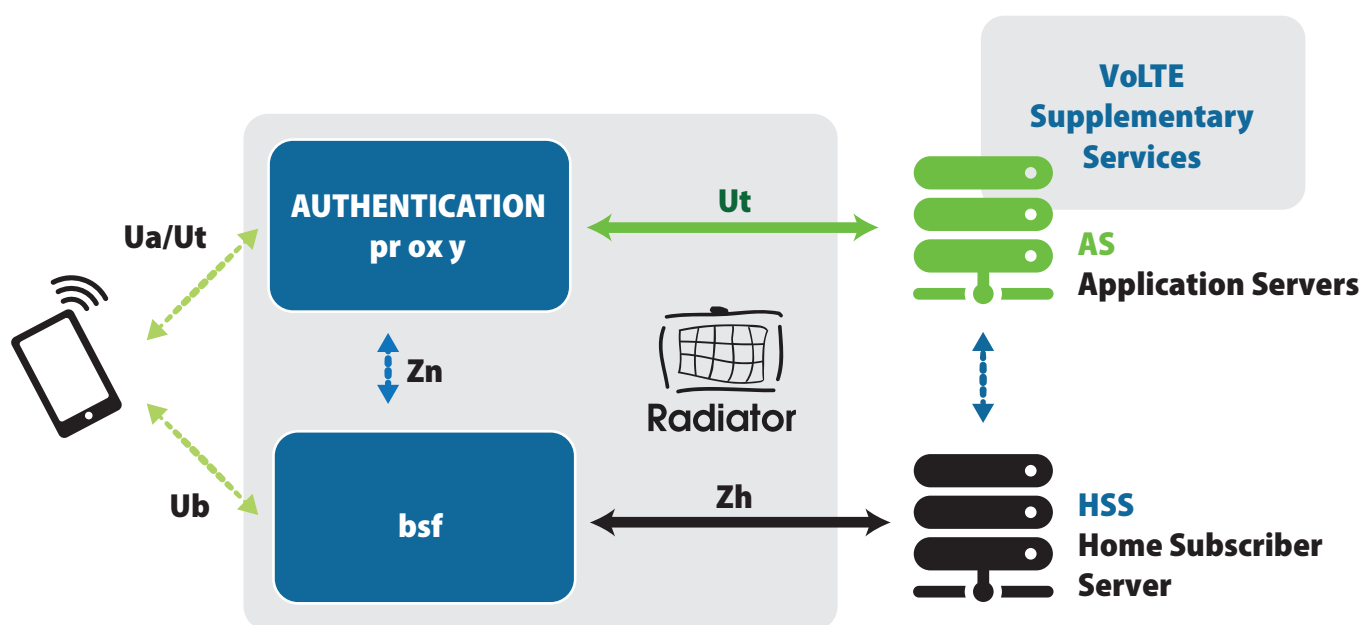 VoLTE
Supplementary
Services
AUTHENTICATION
pr ox y
Ut
Ua/Ut
AS
Application Servers
Zn
Radiator
Ub
bsf
Zh
HSS
Home Subscriber
Server